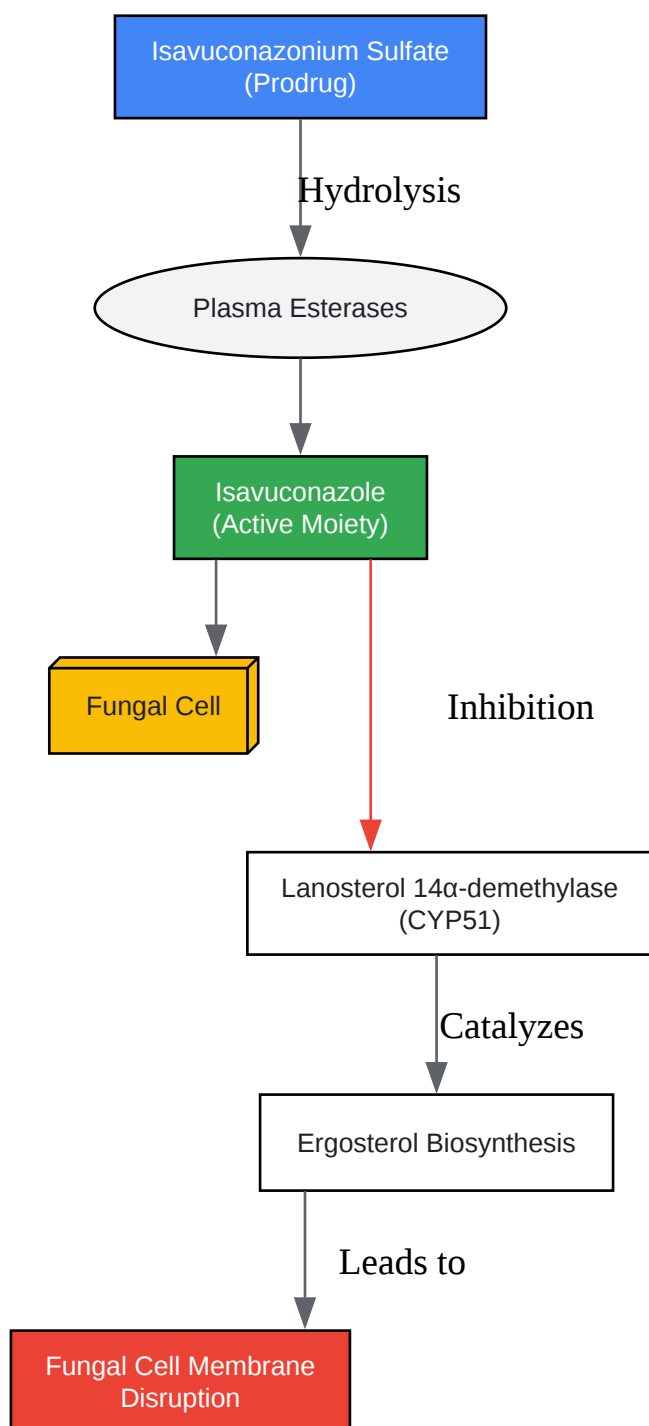 Isavuconazonium Sulfate
(Prodrug)
Hydrolysis
Plasma Esterases
Isavuconazole
(Active Moiety)
Fungal Cell
Inhibition
Lanosterol 14α-demethylase
(CYP51)
Catalyzes
Ergosterol Biosynthesis
Leads to
Fungal Cell Membrane
Disruption